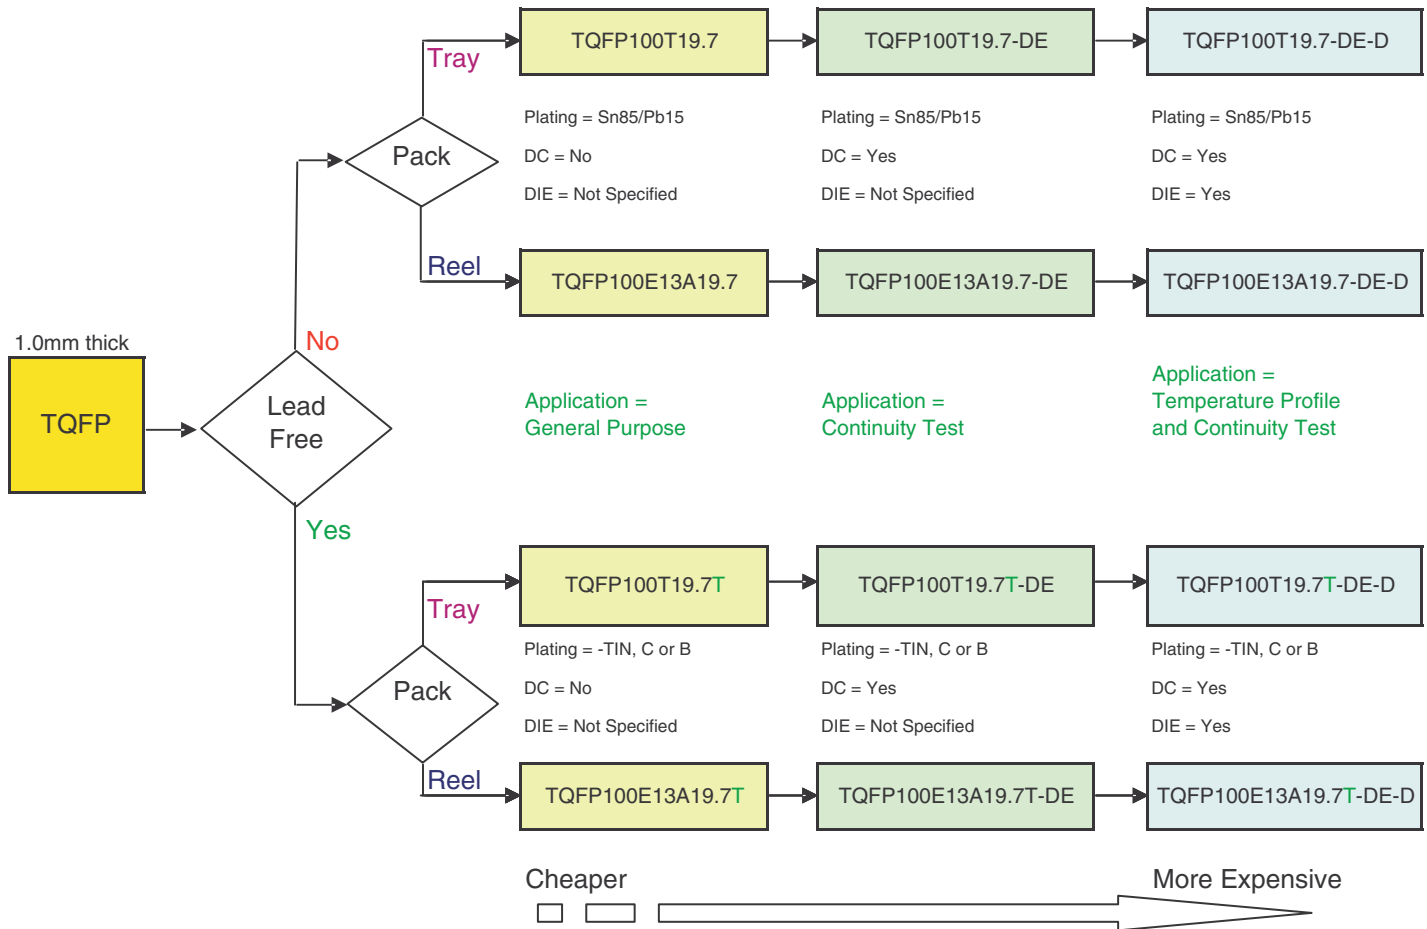 Tray
TQFP100T19.7
TQFP100T19.7-DE
TQFP100T19.7-DE-D
Pack
Plating = Sn85/Pb15
DC = No
DIE = Not Specified
Plating = Sn85/Pb15
DC = Yes
DIE = Not Specified
Plating = Sn85/Pb15
DC = Yes
DIE = Yes
Reel
TQFP100E13A19.7
TQFP100E13A19.7-DE
TQFP100E13A19.7-DE-D
No
1.0mm thick
TQFP
Lead
Free
Application =
General Purpose
Application =
Continuity Test
Application =
Temperature Profile
and Continuity Test
Yes
Tray
TQFP100T19.7T
TQFP100T19.7T-DE
TQFP100T19.7T-DE-D
Pack
Plating = -TIN, C or B
DC = No
DIE = Not Specified
Plating = -TIN, C or B
DC = Yes
DIE = Not Specified
Plating = -TIN, C or B
DC = Yes
DIE = Yes
Reel
TQFP100E13A19.7T
TQFP100E13A19.7T-DE
TQFP100E13A19.7T-DE-D
Cheaper
More Expensive